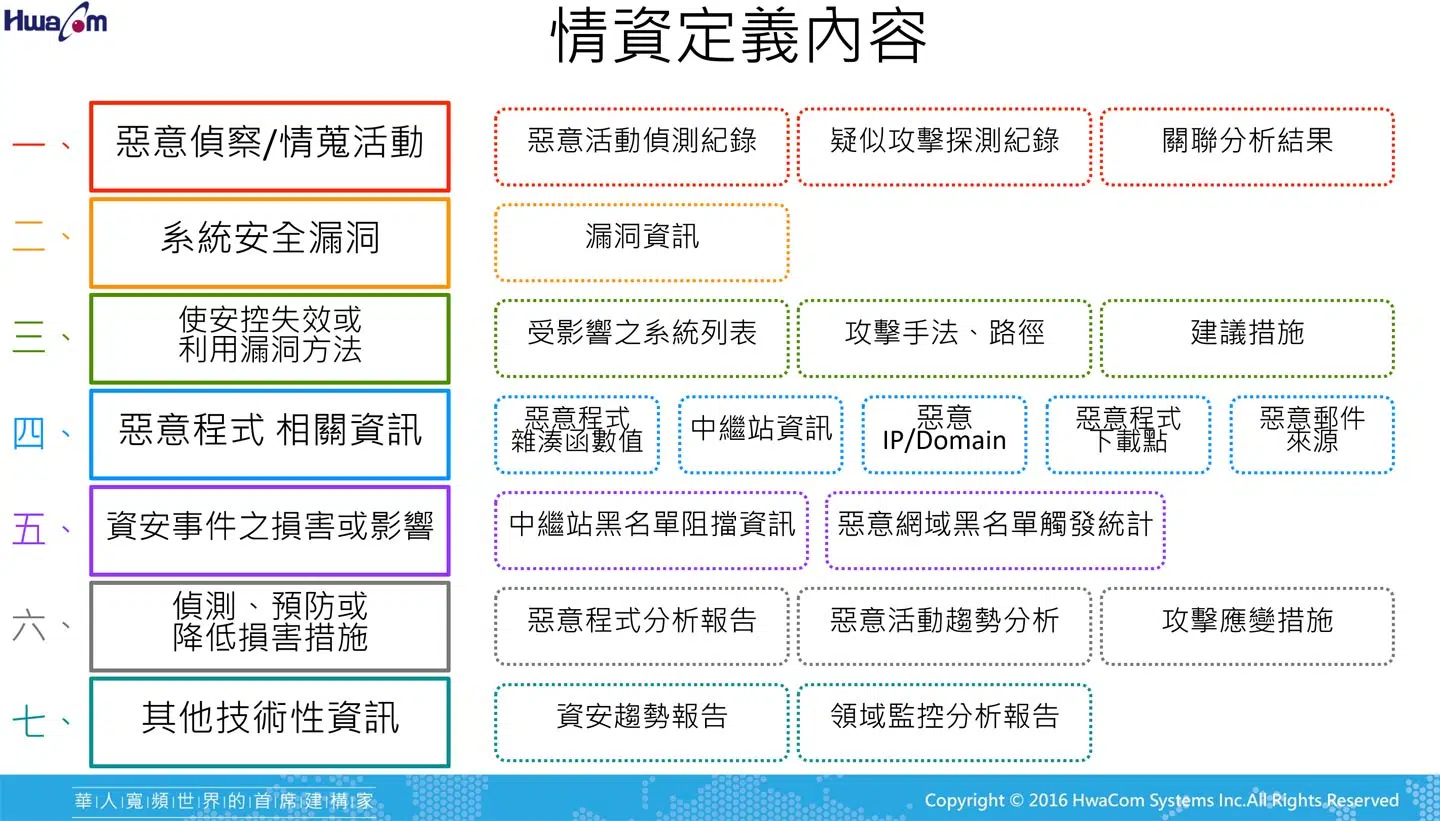 HwaCom
情資定義內容
一、
惡意偵察/情蒐活動
惡意活動偵測紀錄
疑似攻擊探測紀錄
關聯分析結果
二、
系統安全漏洞
漏洞資訊
三、
使安控失效或
利用漏洞方法
受影響之系統列表
攻擊手法、路徑
建議措施
四、
惡意程式 相關資訊
惡意程式
雜湊函數值
中繼站資訊
惡意
IP/Domain
惡意程式
下載點
惡意郵件
來源
五、
資安事件之損害或影響
中繼站黑名單阻擋資訊
惡意網域黑名單觸發統計
六、
偵測、預防或
降低損害措施
惡意程式分析報告
惡意活動趨勢分析
攻擊應變措施
七、
其他技術性資訊
資安趨勢報告
領域監控分析報告
華|人|寬|頻|世|界|的|首|席|建|構|家
Copyright © 2016 HwaCom Systems Inc.All Rights Reserved